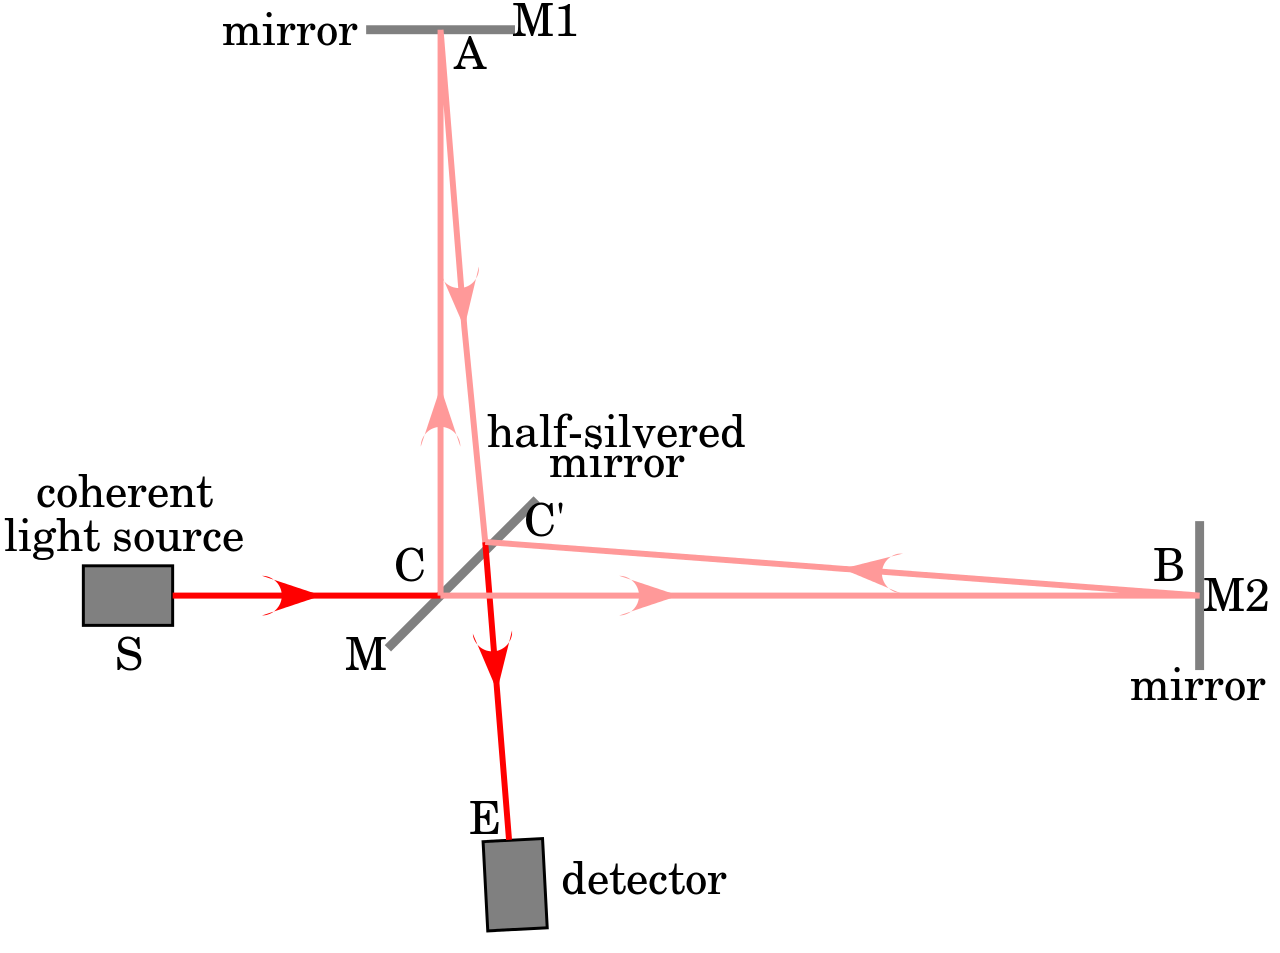 mirror
M1
A
half-silvered
mirror
coherent
light source
C'
C
B
M2
S
M
mirror
E
detector